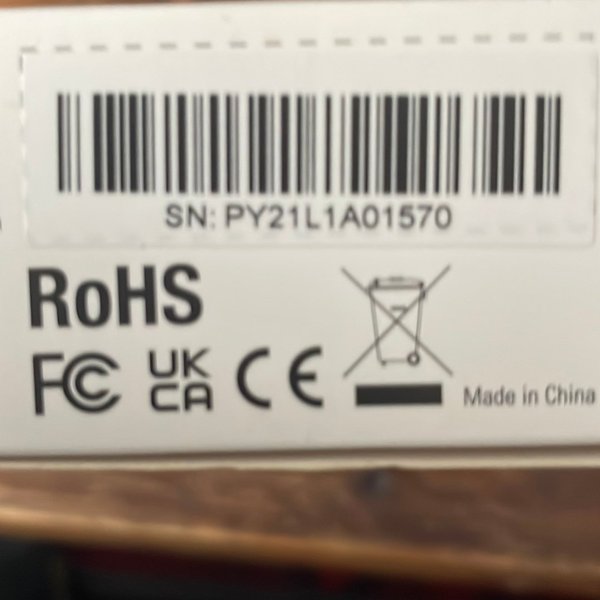 SN: PY21L1A01570
RoHS
FC UK CA CE
Made in China